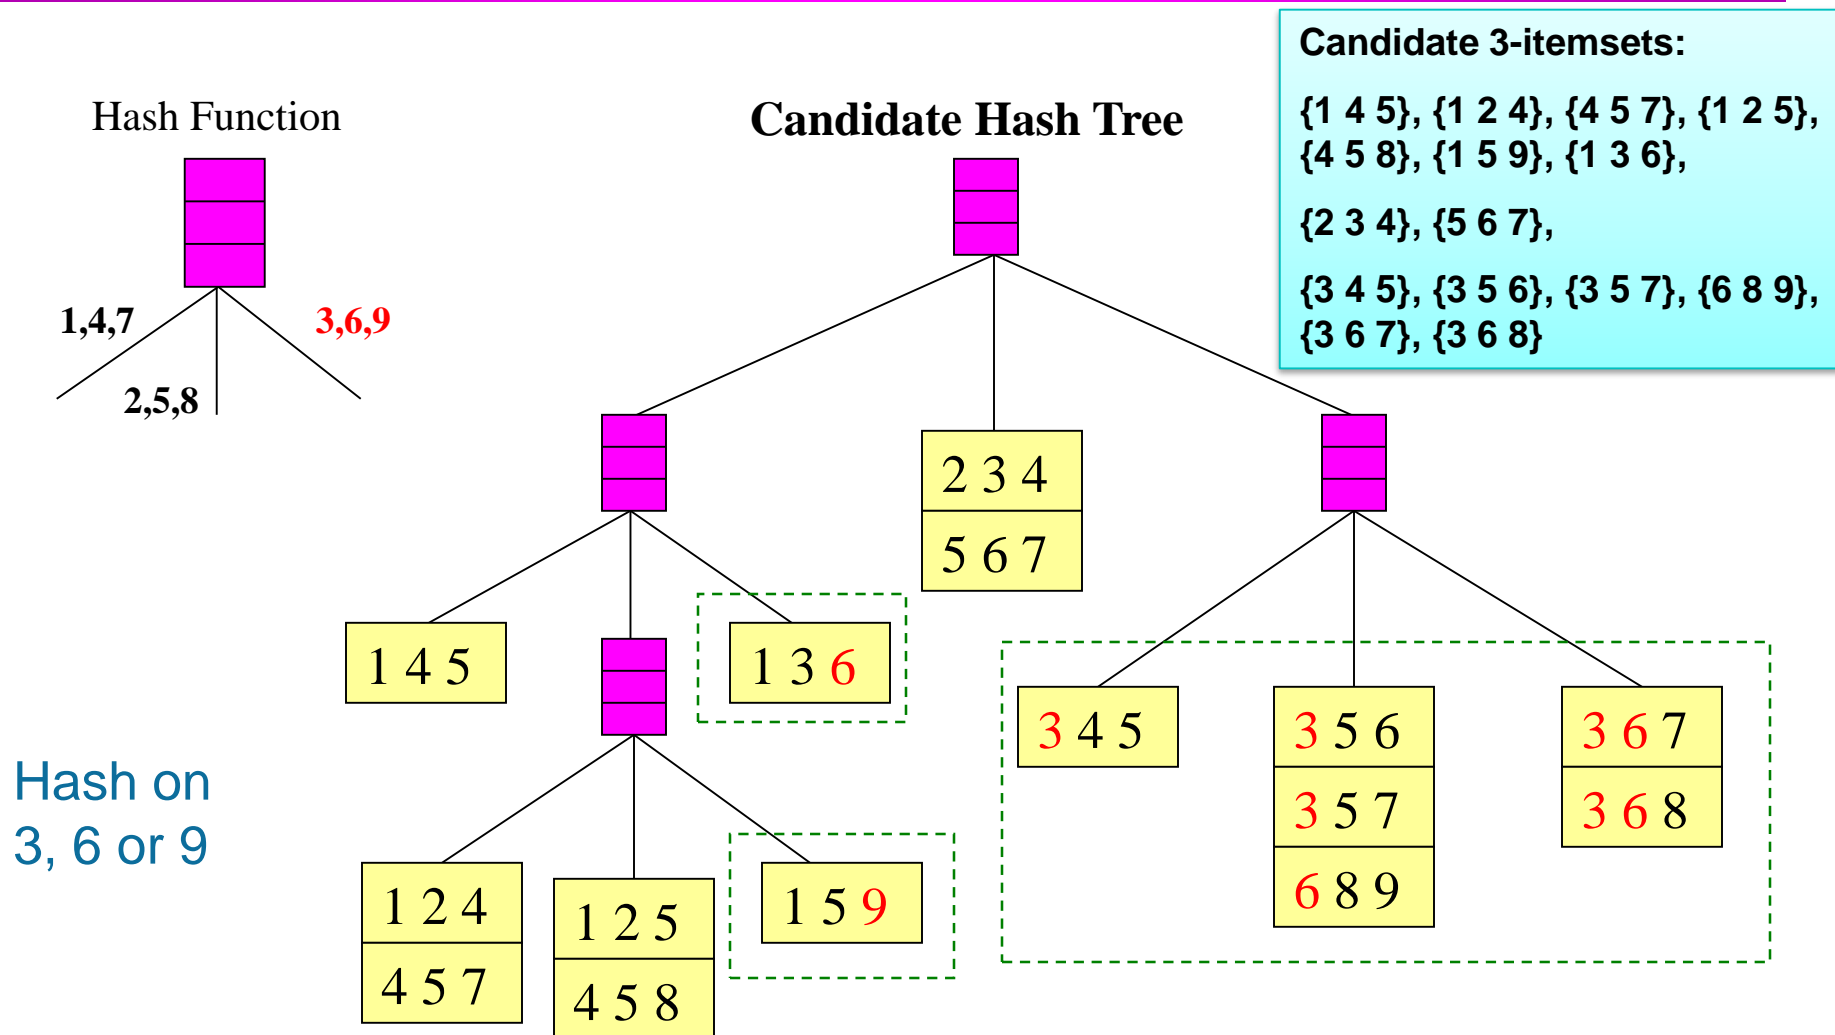 Candidate 3-itemsets:
{1 4 5}, {1 2 4}, {4 5 7}, {1 2 5},
{4 5 8}, {1 5 9}, {1 3 6},
{2 3 4}, {5 6 7},
{3 4 5}, {3 5 6}, {3 5 7}, {6 8 9},
{3 6 7}, {3 6 8}
Hash Function
Candidate Hash Tree
1,4,7
3,6,9
2,5,8
2 3 4
5 6 7
1 4 5
1 3 6
3 4 5
3 5 6
3 6 7
3 5 7
3 6 8
6 8 9
Hash on
3, 6 or 9
1 2 4
1 2 5
1 5 9
4 5 7
4 5 8